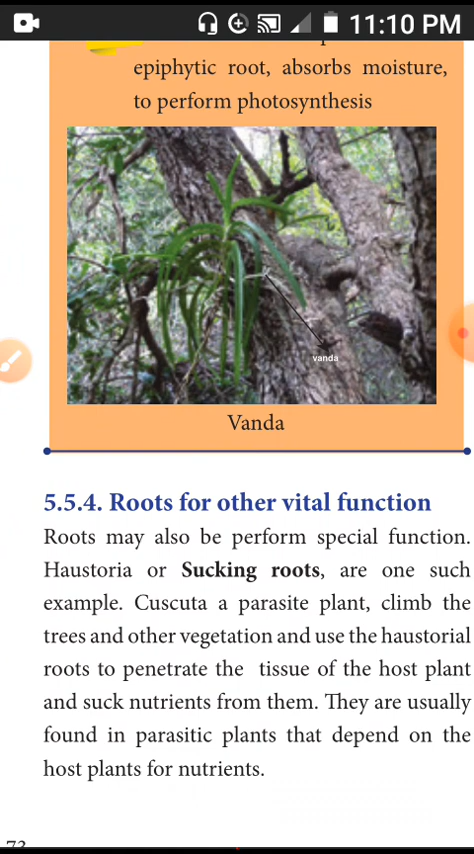 11:10 PM
epiphytic root, absorbs moisture,
to perform photosynthesis
vanda
Vanda
5.5.4. Roots for other vital function
Roots may also be perform special function.
Haustoria or Sucking roots, are one such
example. Cuscuta a parasite plant, climb the
trees and other vegetation and use the haustorial
roots to penetrate the tissue of the host plant
and suck nutrients from them. They are usually
found in parasitic plants that depend on the
host plants for nutrients.